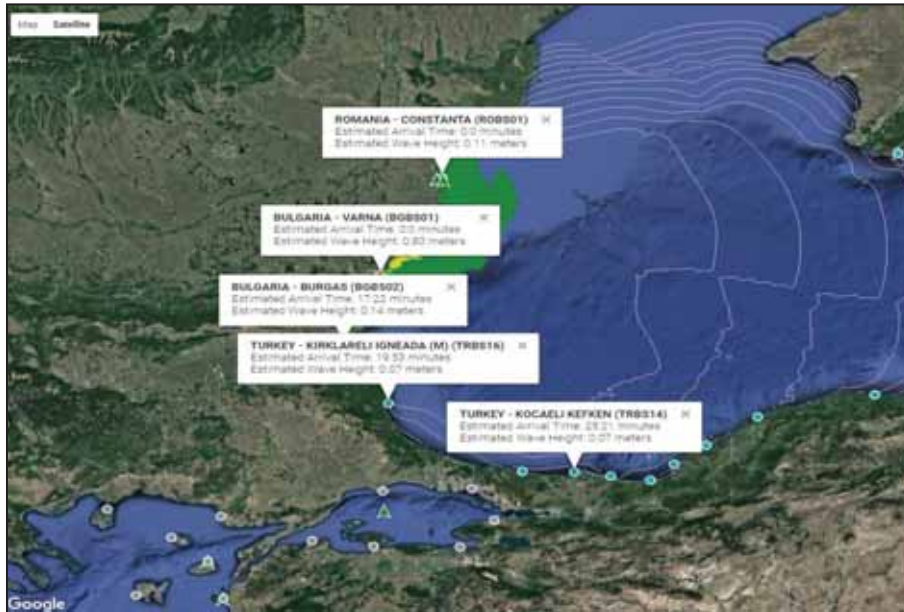 Map Satellite
ROMANIA - CONSTANTA (ROBS01)
Estimated Arrival Time: 0.0 minutes
Estimated Wave Height: 0.11 meters
BULGARIA - VARNA (BGBS01)
Estimated Arrival Time: 0.0 minutes
Estimated Wave Height: 0.83 meters
BULGARIA - BURGAS (BGBS02)
Estimated Arrival Time: 17.22 minutes
Estimated Wave Height: 0.14 meters
TURKEY - KIRKLARELI IGNEADA (M) (TRBS16)
Estimated Arrival Time: 19.53 minutes
Estimated Wave Height: 0.07 meters
TURKEY - KOCAELI KEFKEN (TRBS14)
Estimated Arrival Time: minutes
Estimated Wave Height: 0.07 meters
Google